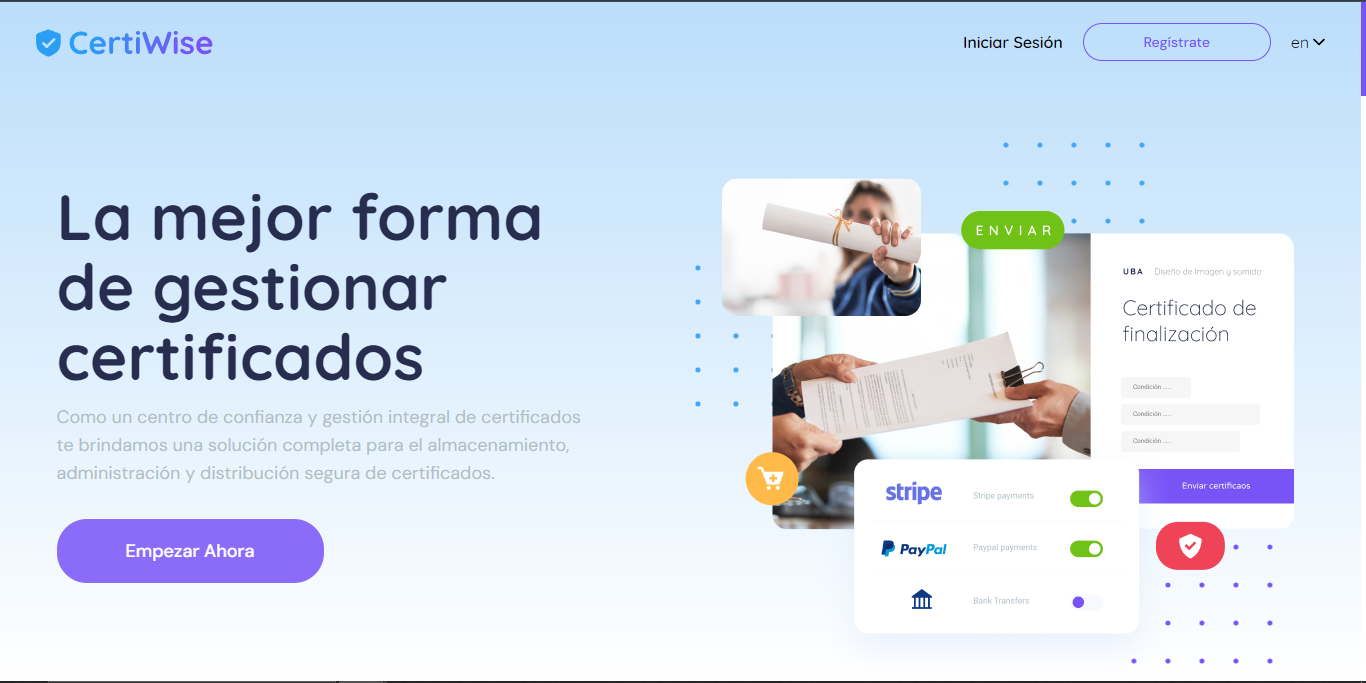 CertiWise
Iniciar Sesión
Regístrate
en
La mejor forma
de gestionar
certificados
Como un centro de confianza y gestión integral de certificados
te brindamos una solución completa para el almacenamiento,
administración y distribución segura de certificados.
Empezar Ahora
ENVIAR
UBA Diseño de Imagen y somido
Certificado de
finalización
Condición .....
Condición .....
Condición .....
Enviar certificaos
stripe Stripe payments
PayPal Paypal payments
Bank Transfers